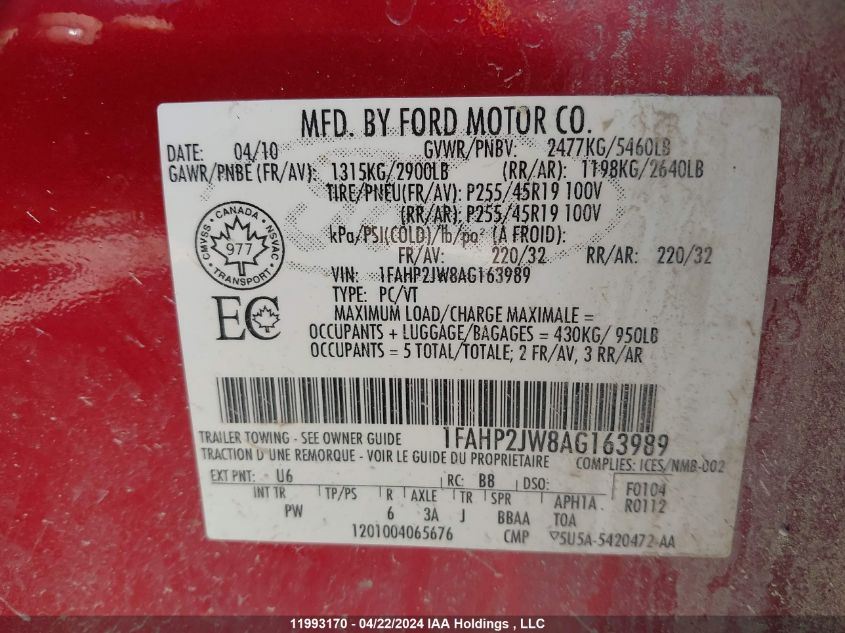 MFD. BY FORD MOTOR CO.
DATE: 04/10 GVWR/PNBV: 2477KG/5460LB
GAWR/PNBE (FR/AV): 1315KG/2900LB (RR/AR): 1198KG/2640LB
TIRE/PNEU(FR/AV): P255/45R19 100V
(RR/AR): P255/45R19 100V
kPa/PSI(COLD)/lb/po² (A FROID):
FR/AV: 220/32 RR/AR: 220/32
VIN: 1FAHP2JW8AG163989
TYPE: PC/VT
MAXIMUM LOAD/CHARGE MAXIMALE =
OCCUPANTS + LUGGAGE/BAGAGES = 430KG/ 950LB
OCCUPANTS = 5 TOTAL/TOTALE; 2 FR/AV, 3 RR/AR
CMVSS • CANADA • NSVAC • TRANSPORT
977
EC
TRAILER TOWING - SEE OWNER GUIDE 1FAHP2JW8AG163989
TRACTION D'UNE REMORQUE - VOIR LE GUIDE DU PROPRIETAIRE COMPLIES: ICES/NMB-002
EXT PNT: U6 RC: B8 DSO: F0104
INT TR TP/PS R AXLE TR SPR APH1A R0112
PW 6 3A J BBAA TOA
1201004065676 CMP ▽5U5A-5420472-AA
11993170 - 04/22/2024 IAA Holdings , LLC